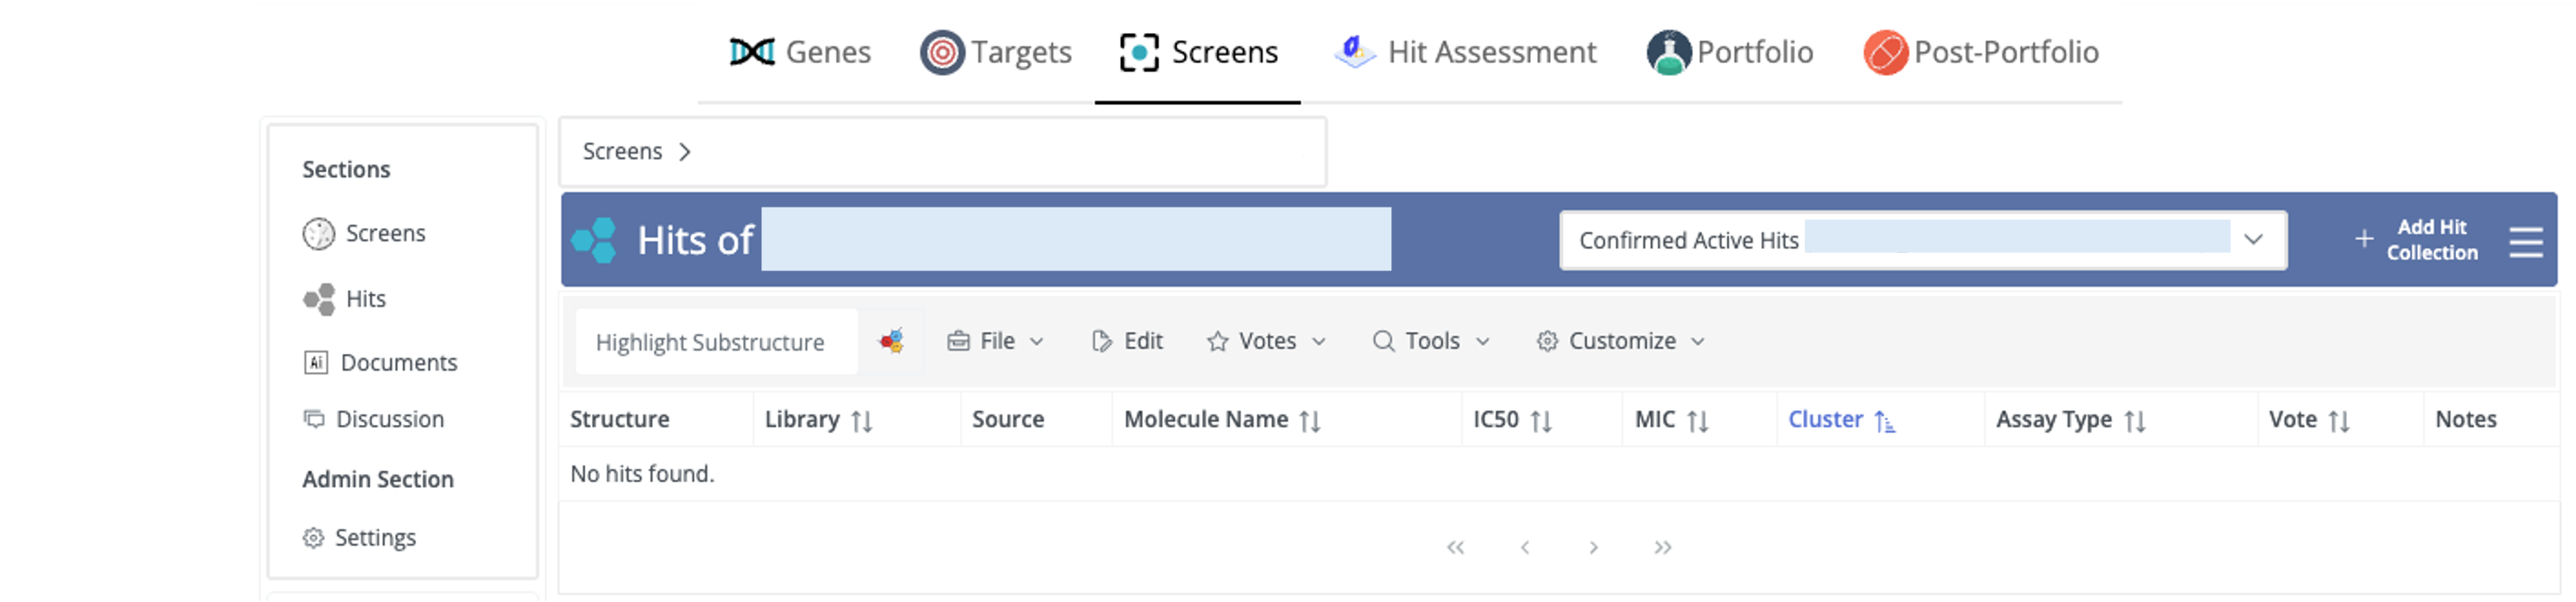 Genes Targets Screens Hit Assessment Portfolio Post-Portfolio
Sections
Screens
Hits
Documents
Discussion
Admin Section
Settings
Screens >
Hits of
Confirmed Active Hits
+ Add Hit
Collection
Highlight Substructure File Edit Votes Tools Customize
Structure Library Source Molecule Name IC50 MIC Cluster Assay Type Vote Notes
No hits found.
« ‹ › »